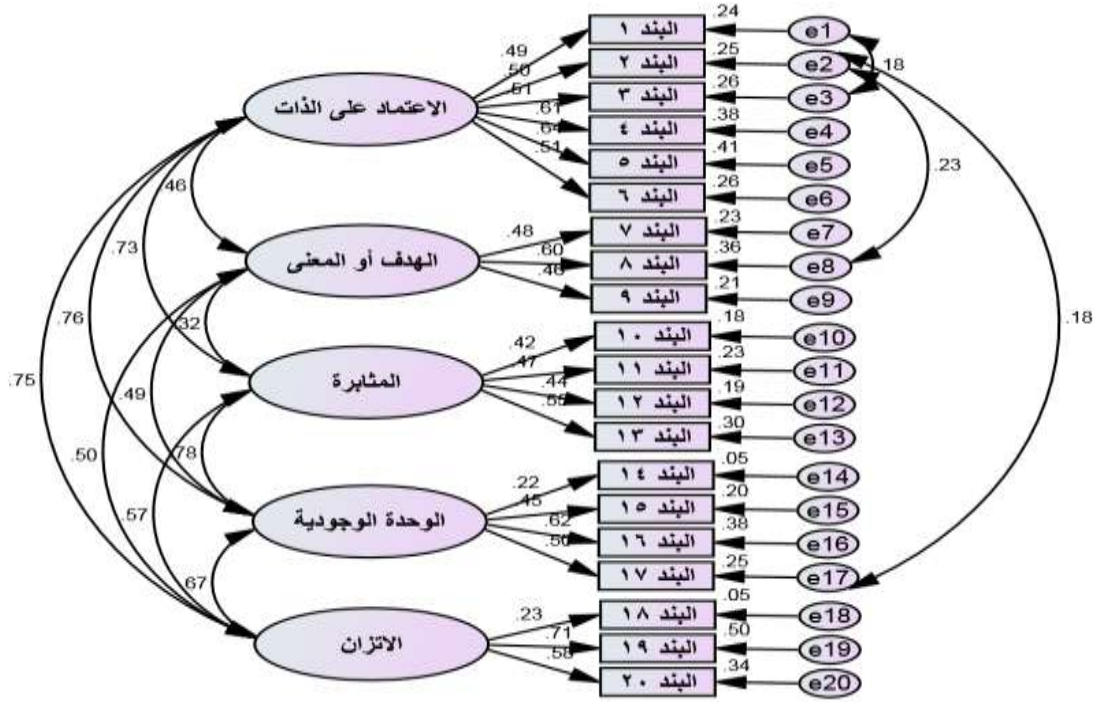 .24
البند ١
e1
.49
.25
البند ٢
e2
.50
.18
.26
البند ٣
e3
.51
الاعتماد على الذات
.61
.38
البند ٤
e4
.64
.41
البند ٥
e5
.51
.23
.26
البند ٦
e6
.46
.23
البند ٧
e7
.48
.73
.36
البند ٨
e8
.60
الهدف أو المعنى
.46
.21
البند ٩
e9
.76
.32
.18
.18
البند ١٠
e10
.42
.23
البند ١١
e11
.47
.75
المثابرة
.44
.19
البند ١٢
e12
.49
.30
البند ١٣
e13
.50
.78
.05
البند ١٤
e14
.22
.20
البند ١٥
e15
.45
.57
الوحدة الوجودية
.62
.38
البند ١٦
e16
.50
.25
البند ١٧
e17
.67
.05
البند ١٨
e18
.23
الاتزان
.71
.50
البند ١٩
e19
.58
.34
البند ٢٠
e20